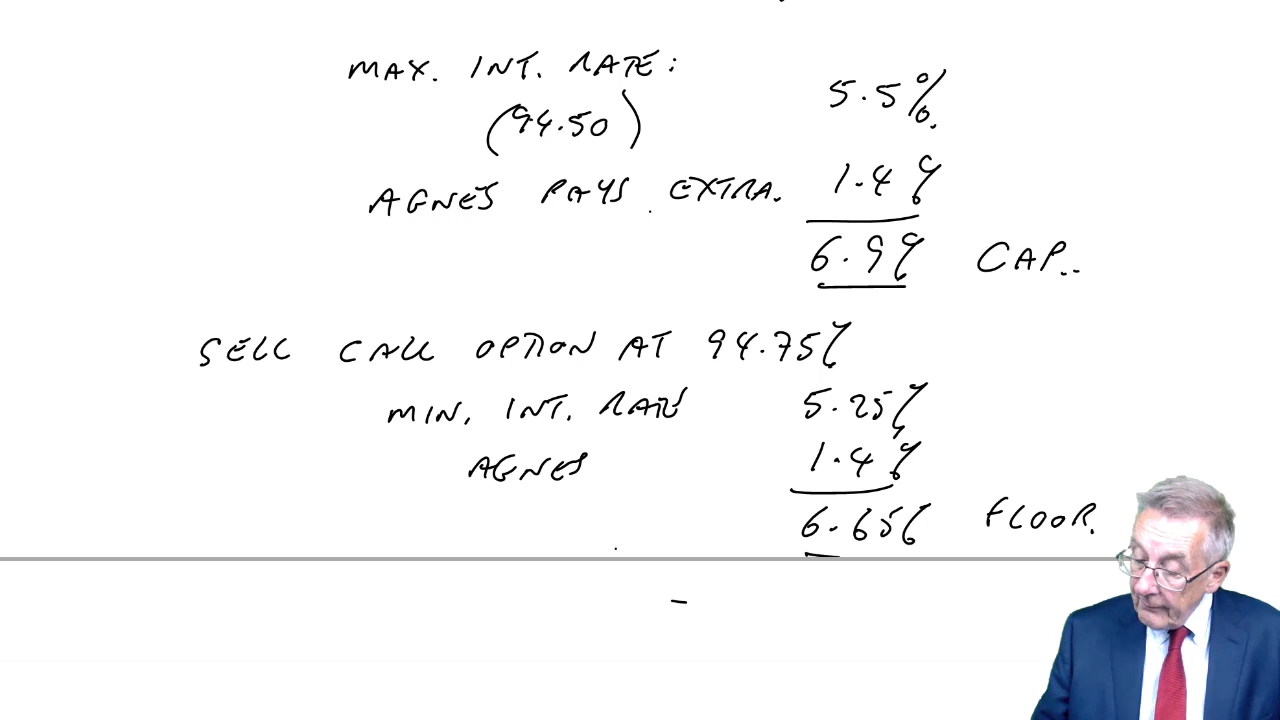 MAX. INT. RATE: 5.5%.
(94.50)
AGNES PAYS EXTRA. 1.4%
6.9% CAP..
SELL CALL OPTION AT 94.75%
MIN. INT. RATE 5.25%
AGNES 1.4%
6.65% FLOOR.